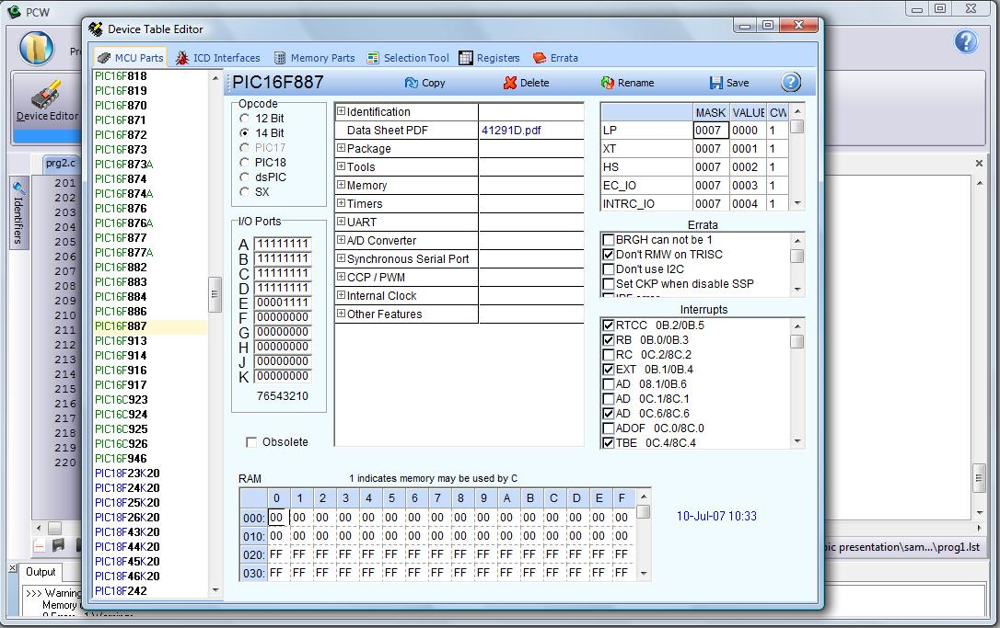 PCW
Device Table Editor
Pr
Device Editor
prg2.c
Identifiers
201
202
203
204
205
206
207
208
209
210
211
212
213
214
215
216
217
218
219
220
MCU Parts ICD Interfaces Memory Parts Selection Tool Registers Errata
PIC16F818
PIC16F819
PIC16F870
PIC16F871
PIC16F872
PIC16F873
PIC16F873A
PIC16F874
PIC16F874A
PIC16F876
PIC16F876A
PIC16F877
PIC16F877A
PIC16F882
PIC16F883
PIC16F884
PIC16F886
PIC16F887
PIC16F913
PIC16F914
PIC16F916
PIC16F917
PIC16C923
PIC16C924
PIC16C925
PIC16C926
PIC16F946
PIC18F23K20
PIC18F24K20
PIC18F25K20
PIC18F26K20
PIC18F43K20
PIC18F44K20
PIC18F45K20
PIC18F46K20
PIC18F242
PIC16F887 Copy Delete Rename Save ?
Opcode
12 Bit
14 Bit
PIC17
PIC18
dsPIC
SX
I/O Ports
A 11111111
B 11111111
C 11111111
D 11111111
E 00001111
F 00000000
G 00000000
H 00000000
J 00000000
K 00000000
76543210
Obsolete
Identification
Data Sheet PDF 41291D.pdf
Package
Tools
Memory
Timers
UART
A/D Converter
Synchronous Serial Port
CCP / PWM
Internal Clock
Other Features
MASK VALUE CW
LP 0007 0000 1
XT 0007 0001 1
HS 0007 0002 1
EC_IO 0007 0003 1
INTRC_IO 0007 0004 1
Errata
BRGH can not be 1
Don't RMW on TRISC
Don't use I2C
Set CKP when disable SSP
Interrupts
RTCC 0B.2/0B.5
RB 0B.0/0B.3
RC 0C.2/8C.2
EXT 0B.1/0B.4
AD 08.1/0B.6
AD 0C.1/8C.1
AD 0C.6/8C.6
ADOF 0C.0/8C.0
TBE 0C.4/8C.4
RAM 1 indicates memory may be used by C
0 1 2 3 4 5 6 7 8 9 A B C D E F
000: 00 00 00 00 00 00 00 00 00 00 00 00 00 00 00 00
010: 00 00 00 00 00 00 00 00 00 00 00 00 00 00 00 00
020: FF FF FF FF FF FF FF FF FF FF FF FF FF FF FF FF
030: FF FF FF FF FF FF FF FF FF FF FF FF FF FF FF FF
10-Jul-07 10:33
pic presentation\sam...\prog1.lst
Output
>>> Warning
Memory